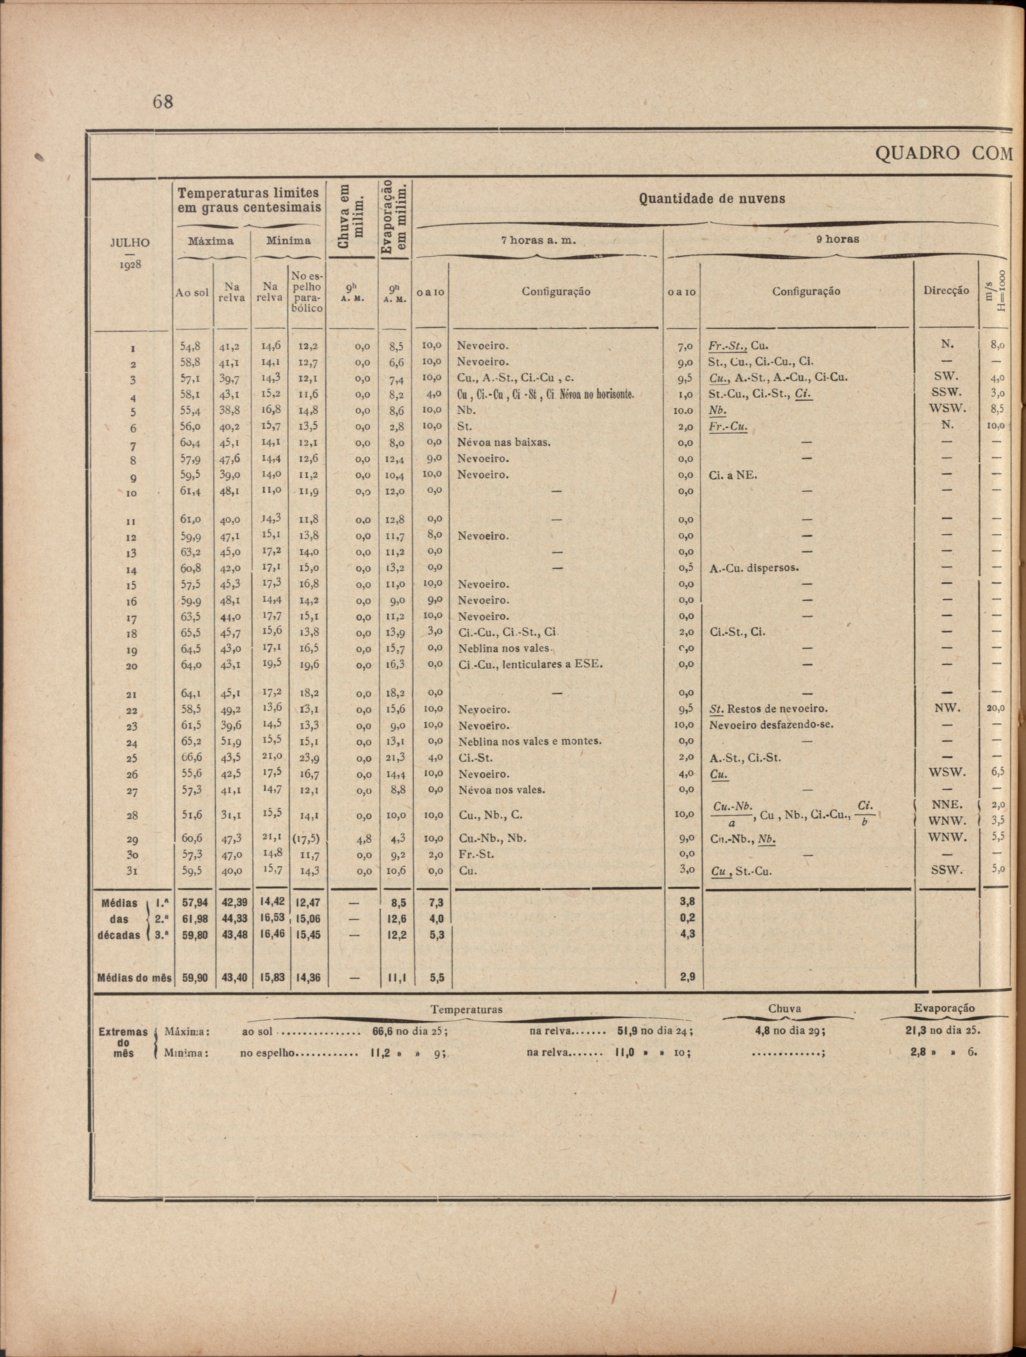 68
QUADRO COM
JULHO — 1928
Temperaturas limites em graus centesimais
Chuva em milim.
Evaporação em milim.
Quantidade de nuvens
Máxima Minima 7 horas a. m. 9 horas
Ao sol Na relva Na relva No espelho parabólico 9h A. M. 9h A. M. 0 a 10 Configuração 0 a 10 Configuração Direcção m/s H=1000
1 54,8 41,2 14,6 12,2 0,0 8,5 10,0 Nevoeiro. 7,0 Fr.-St., Cu. N. 8,0
2 58,8 41,1 14,1 12,7 0,0 6,6 10,0 Nevoeiro. 9,0 St., Cu., Ci.-Cu., Ci. — —
3 57,1 39,7 14,3 12,1 0,0 7,4 10,0 Cu., A.-St., Ci.-Cu , c. 9,5 Cu., A.-St., A.-Cu., Ci-Cu. SW. 4,0
4 58,1 43,1 15,2 11,6 0,0 8,2 4,0 Cu , Ci.-Cu , Ci -St , Ci Névoa no horisonte. 1,0 St.-Cu., Ci.-St., Ci. SSW. 3,0
5 55,4 38,8 16,8 14,8 0,0 8,6 10,0 Nb. 10.0 Nb. WSW. 8,5
6 56,0 40,2 15,7 13,5 0,0 2,8 10,0 St. 2,0 Fr.-Cu. N. 10,0
7 60,4 45,1 14,1 12,1 0,0 8,0 0,0 Névoa nas baixas. 0,0 — — —
8 57,9 47,6 14,4 12,6 0,0 12,4 9,0 Nevoeiro. 0,0 — — —
9 59,5 39,0 14,0 11,2 0,0 10,4 10,0 Nevoeiro. 0,0 Ci. a NE. — —
10 61,4 48,1 11,0 11,9 0,0 12,0 0,0 — 0,0 — — —
11 61,0 40,0 14,3 11,8 0,0 12,8 0,0 — 0,0 — — —
12 59,9 47,1 15,1 13,8 0,0 11,7 8,0 Nevoeiro. 0,0 — — —
13 63,2 45,0 17,2 14,0 0,0 11,2 0,0 — 0,0 — — —
14 60,8 42,0 17,1 15,0 0,0 13,2 0,0 — 0,5 A.-Cu. dispersos. — —
15 57,5 45,3 17,3 16,8 0,0 11,0 10,0 Nevoeiro. 0,0 — — —
16 59.9 48,1 14,4 14,2 0,0 9,0 9,0 Nevoeiro. 0,0 — — —
17 63,5 44,0 17,7 15,1 0,0 11,2 10,0 Nevoeiro. 0,0 — — —
18 65,5 45,7 15,6 13,8 0,0 13,9 3,0 Ci.-Cu., Ci.-St., Ci 2,0 Ci.-St., Ci. — —
19 64,5 43,0 17,1 16,5 0,0 15,7 0,0 Neblina nos vales. 0,0 — — —
20 64,0 43,1 19,5 19,6 0,0 16,3 0,0 Ci.-Cu., lenticulares a ESE. 0,0 — — —
21 64,1 45,1 17,2 18,2 0,0 18,2 0,0 — 0,0 — — —
22 58,5 49,2 13,6 13,1 0,0 15,6 10,0 Nevoeiro. 9,5 St. Restos de nevoeiro. NW. 20,0
23 61,5 39,6 14,5 13,3 0,0 9,0 10,0 Nevoeiro. 10,0 Nevoeiro desfazendo-se. — —
24 65,2 51,9 15,5 15,1 0,0 13,1 0,0 Neblina nos vales e montes. 0,0 — — —
25 66,6 43,5 21,0 23,9 0,0 21,3 4,0 Ci.-St. 2,0 A.-St., Ci.-St. — —
26 55,6 42,5 17,5 16,7 0,0 14,4 10,0 Nevoeiro. 4,0 Cu. WSW. 6,5
27 57,3 41,1 14,7 12,1 0,0 8,8 0,0 Névoa nos vales. 0,0 — — —
28 51,6 31,1 15,5 14,1 0,0 10,0 10,0 Cu., Nb., C. 10,0 Cu.-Nb./a, Cu , Nb., Ci.-Cu., Ci./b { NNE. { 2,0
WNW. 3,5
29 60,6 47,3 21,1 (17,5) 4,8 4,3 10,0 Cu.-Nb., Nb. 9,0 Cu.-Nb., Nb. WNW. 5,5
30 57,3 47,0 14,8 11,7 0,0 9,2 2,0 Fr.-St. 0,0 — — —
31 59,5 40,0 15,7 14,3 0,0 10,6 0,0 Cu. 3,0 Cu , St.-Cu. SSW. 5,0
Médias 1.ª 57,94 42,39 14,42 12,47 — 8,5 7,3 3,8
das 2.ª 61,98 44,33 16,53 15,06 — 12,6 4,0 0,2
décadas 3.ª 59,80 43,48 16,46 15,45 — 12,2 5,3 4,3
Médias do mês 59,90 43,40 15,83 14,36 — 11,1 5,5 2,9
Temperaturas Chuva Evaporação
Extremas do mês
Máxima: ao sol ............... 66,6 no dia 25; na relva....... 51,9 no dia 24; 4,8 no dia 29; 21,3 no dia 25.
Minima: no espelho............ 11,2 » » 9; na relva....... 11,0 » » 10; .............; 2,8 » » 6.